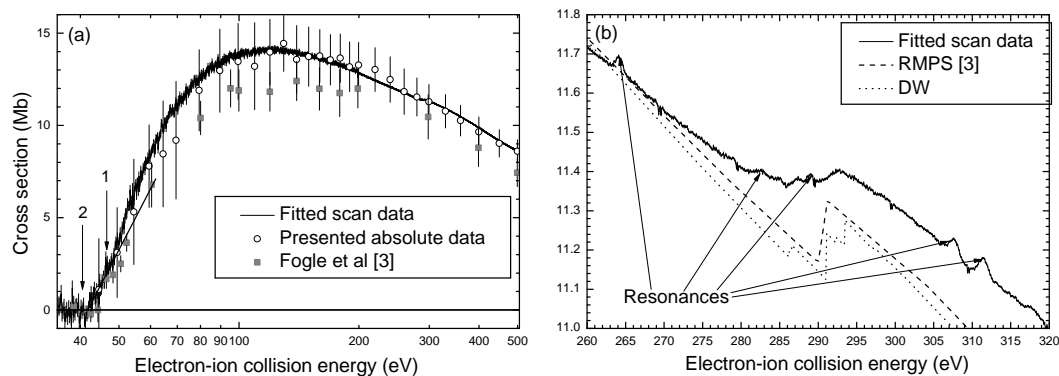 (a)
15
10
5
0
Cross section (Mb)
1
2
Fitted scan data
Presented absolute data
Fogle et al [3]
40 50 60 70 80 90 100 200 300 400 500
Electron-ion collision energy (eV)
(b)
11.8
11.7
11.6
11.5
11.4
11.3
11.2
11.1
11.0
Fitted scan data
RMPS [3]
DW
Resonances
260 265 270 275 280 285 290 295 300 305 310 315 320
Electron-ion collision energy (eV)